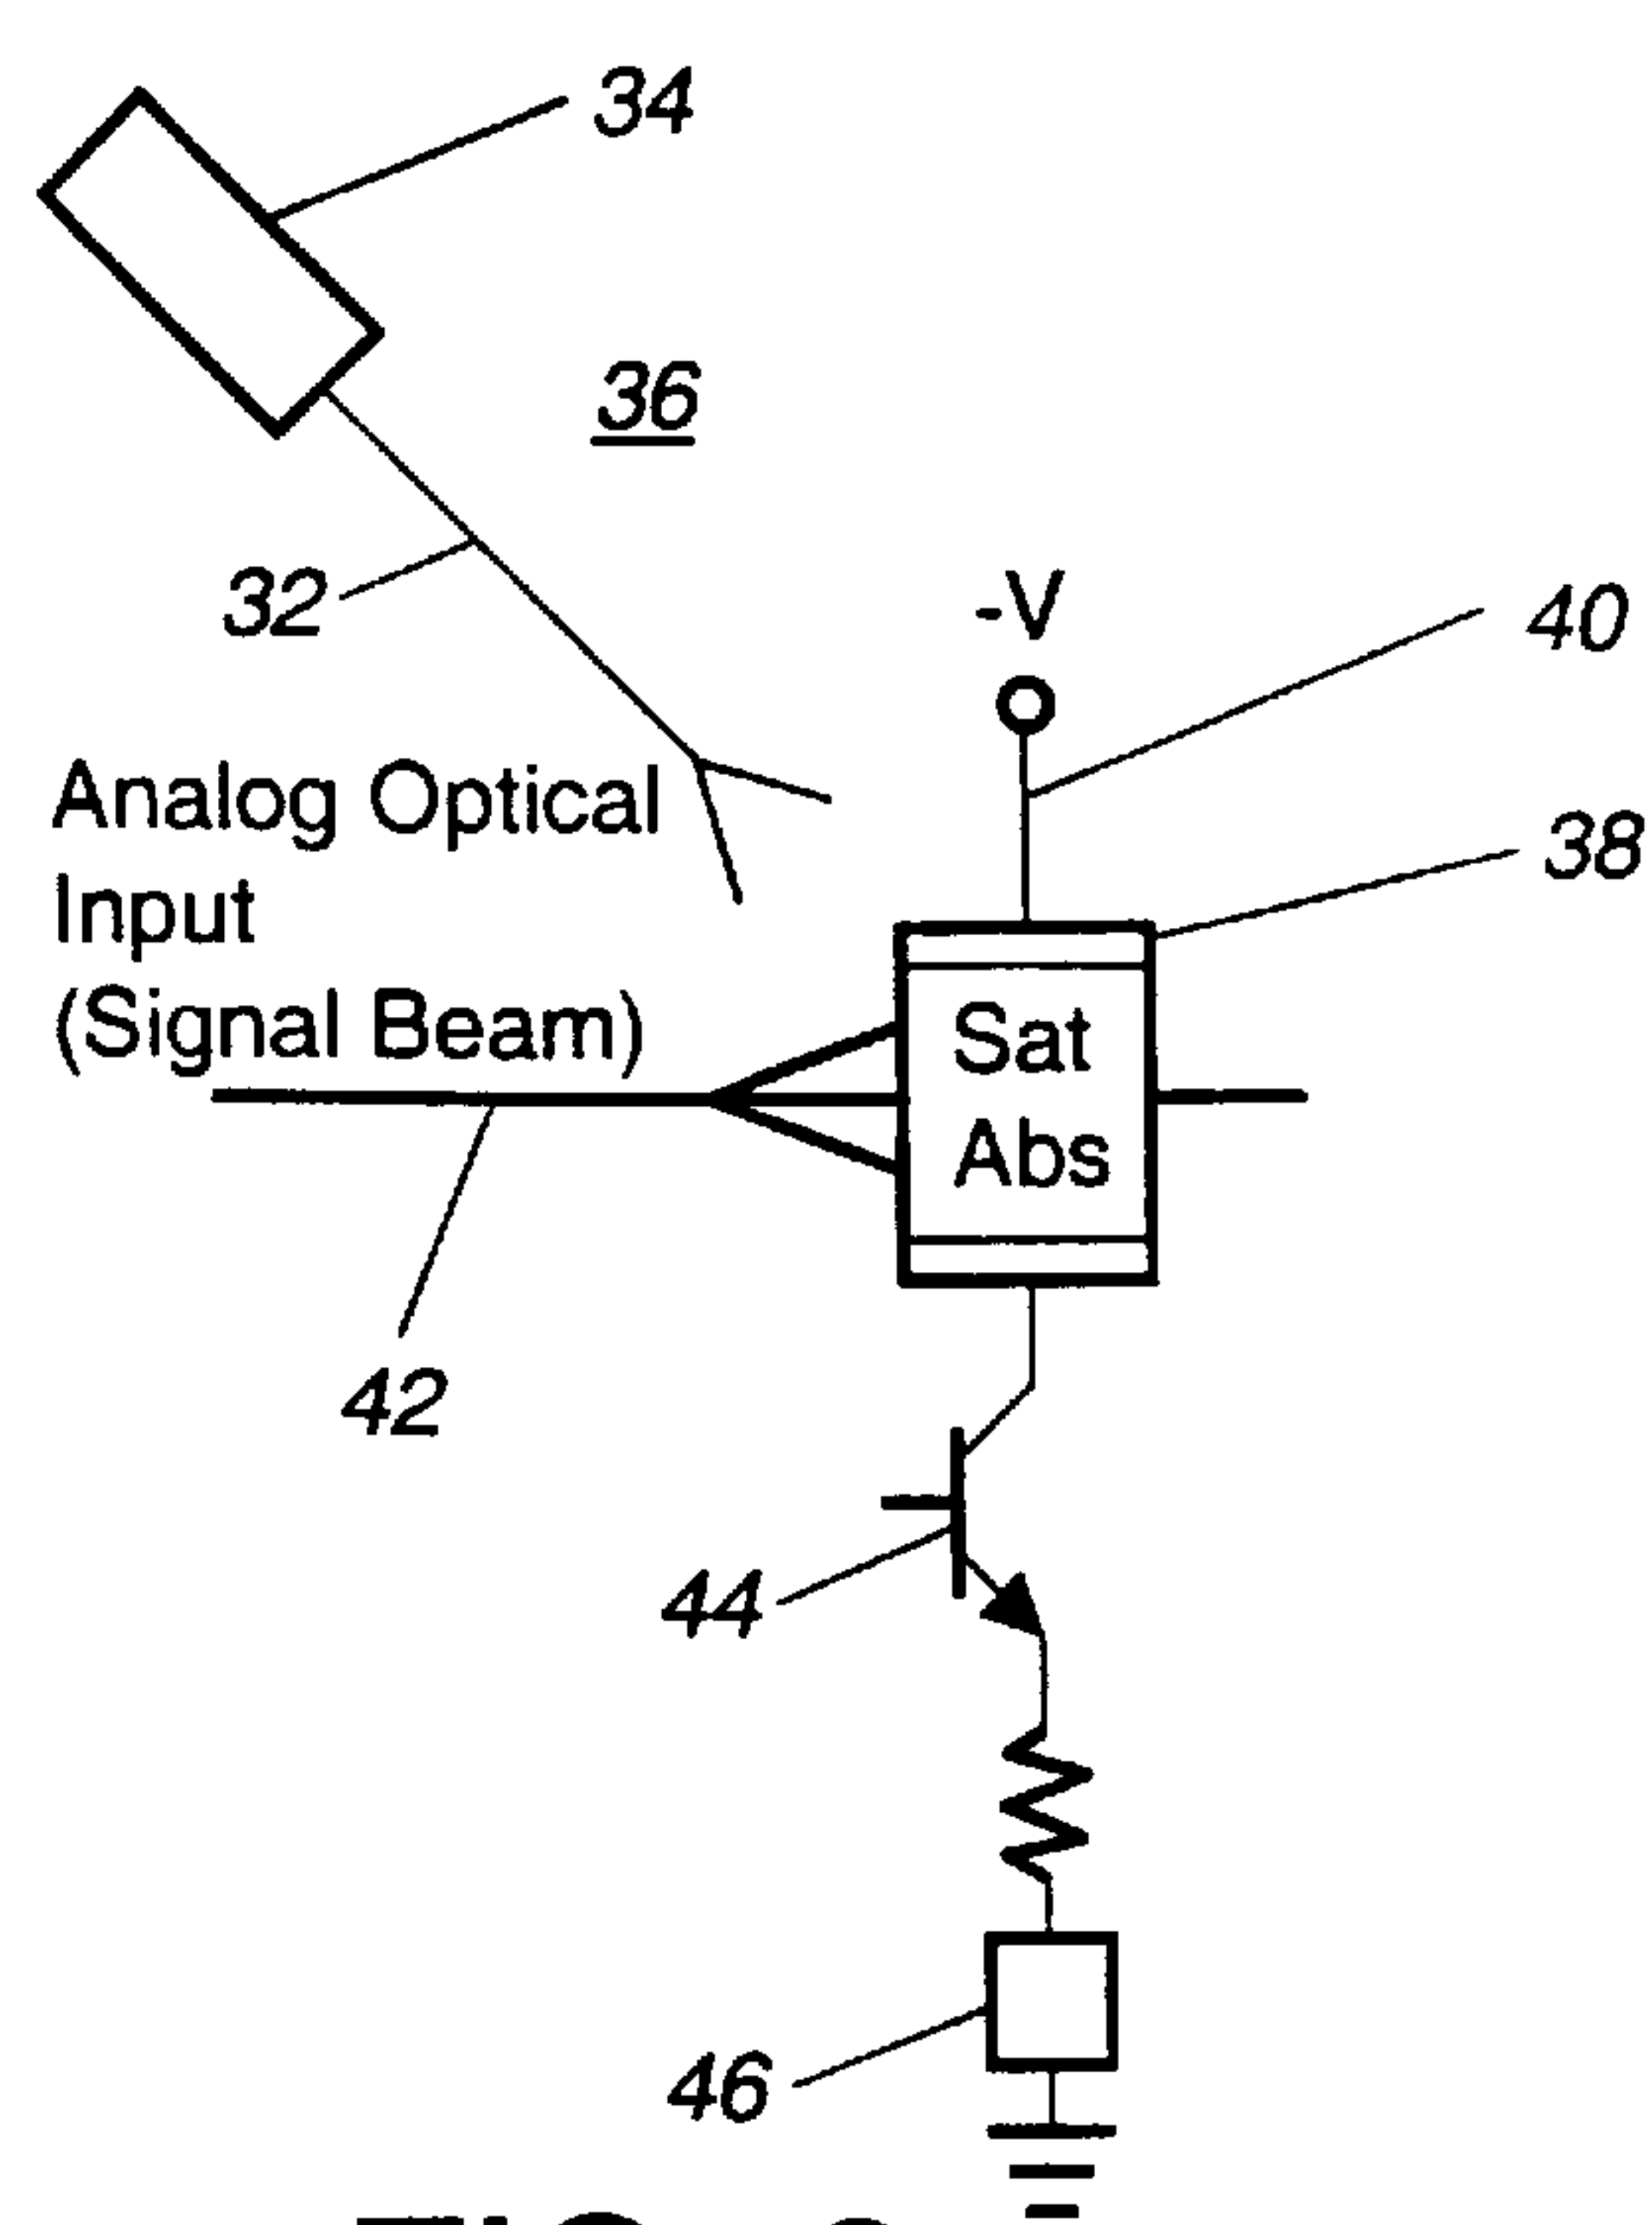 34
36
32
-V
40
Analog Optical
Input
(Signal Beam)
38
Sat
Abs
42
44
46